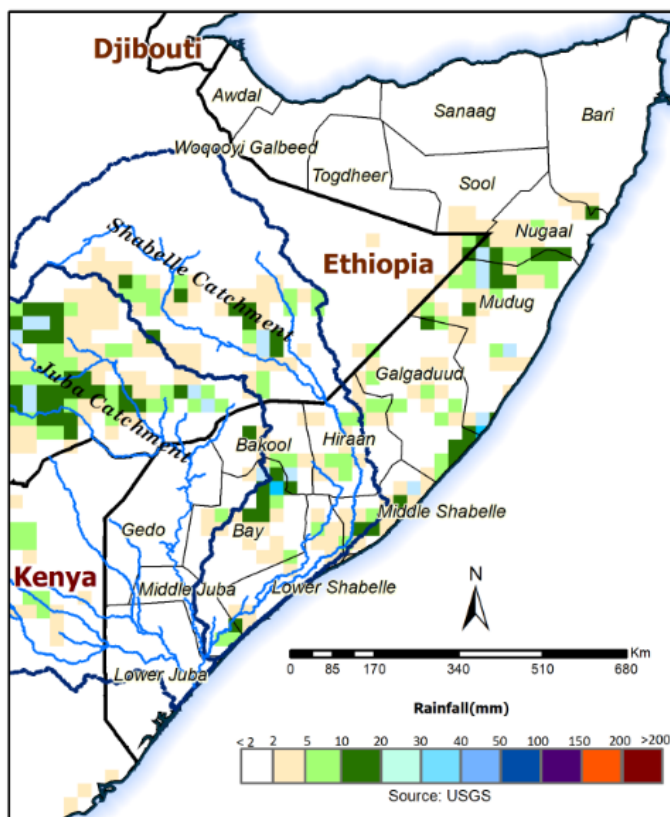 Djibouti
Awdal
Sanaag
Bari
Woqooyi Galbeed
Togdheer
Sool
Shabelle Catchment
Nugaal
Ethiopia
Mudug
Juba Catchment
Galgaduud
Bakool
Hiraan
Middle Shabelle
Gedo
Bay
Kenya
Middle Juba
Lower Shabelle
N
Lower Juba
0 85 170 340 510 680 Km
Rainfall(mm)
< 2 2 5 10 20 30 40 50 100 150 200 >200
Source: USGS